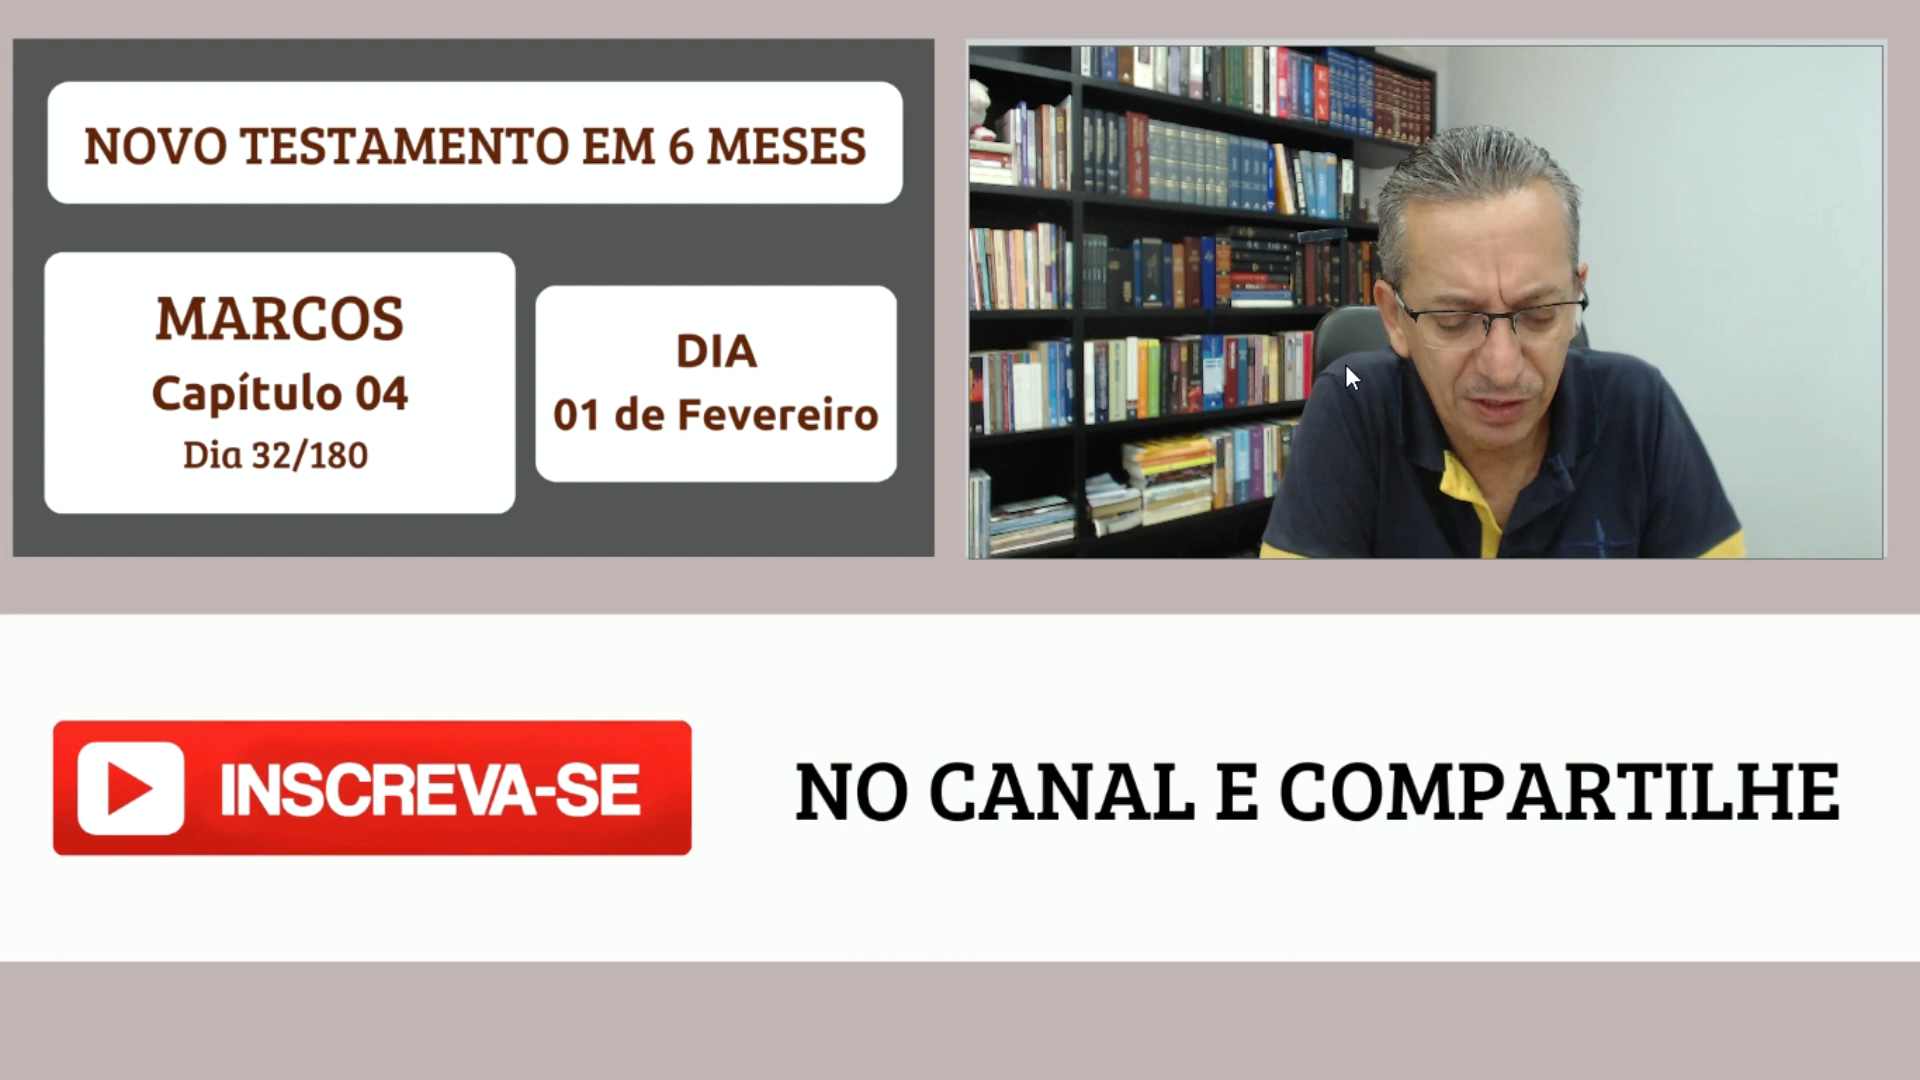 NOVO TESTAMENTO EM 6 MESES
MARCOS
Capítulo 04
Dia 32/180
DIA
01 de Fevereiro
INSCREVA-SE
NO CANAL E COMPARTILHE